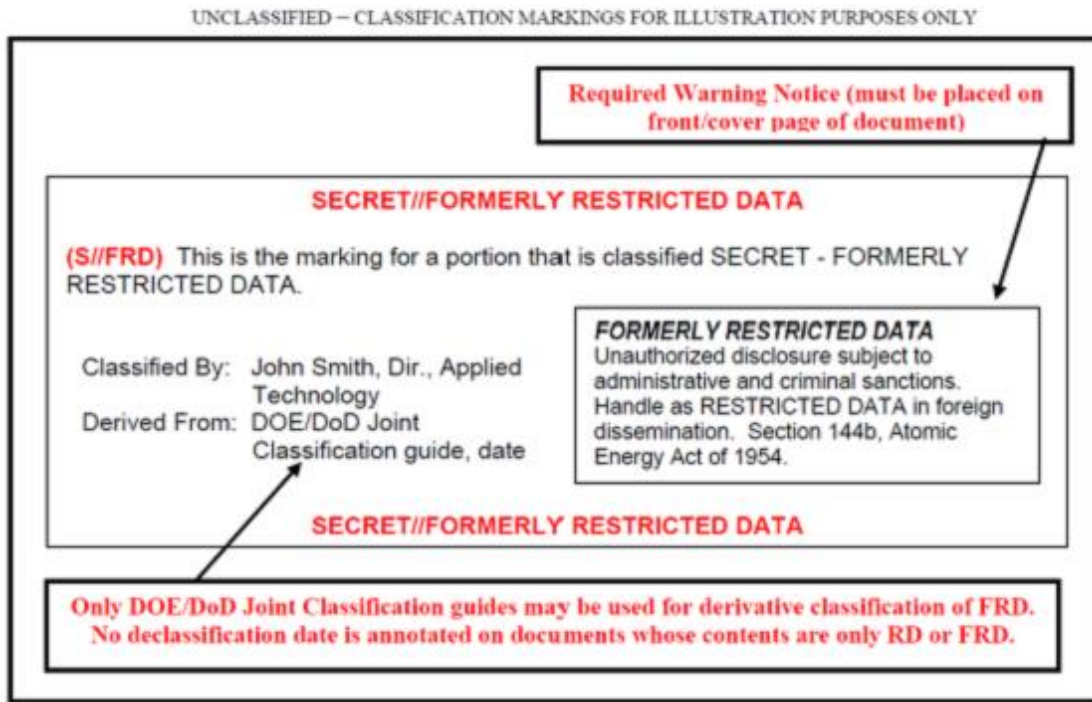 UNCLASSIFIED – CLASSIFICATION MARKINGS FOR ILLUSTRATION PURPOSES ONLY
Required Warning Notice (must be placed on
front/cover page of document)
SECRET//FORMERLY RESTRICTED DATA
(S//FRD) This is the marking for a portion that is classified SECRET - FORMERLY
RESTRICTED DATA.
Classified By: John Smith, Dir., Applied
Technology
Derived From: DOE/DoD Joint
Classification guide, date
FORMERLY RESTRICTED DATA
Unauthorized disclosure subject to
administrative and criminal sanctions.
Handle as RESTRICTED DATA in foreign
dissemination. Section 144b, Atomic
Energy Act of 1954.
SECRET//FORMERLY RESTRICTED DATA
Only DOE/DoD Joint Classification guides may be used for derivative classification of FRD.
No declassification date is annotated on documents whose contents are only RD or FRD.